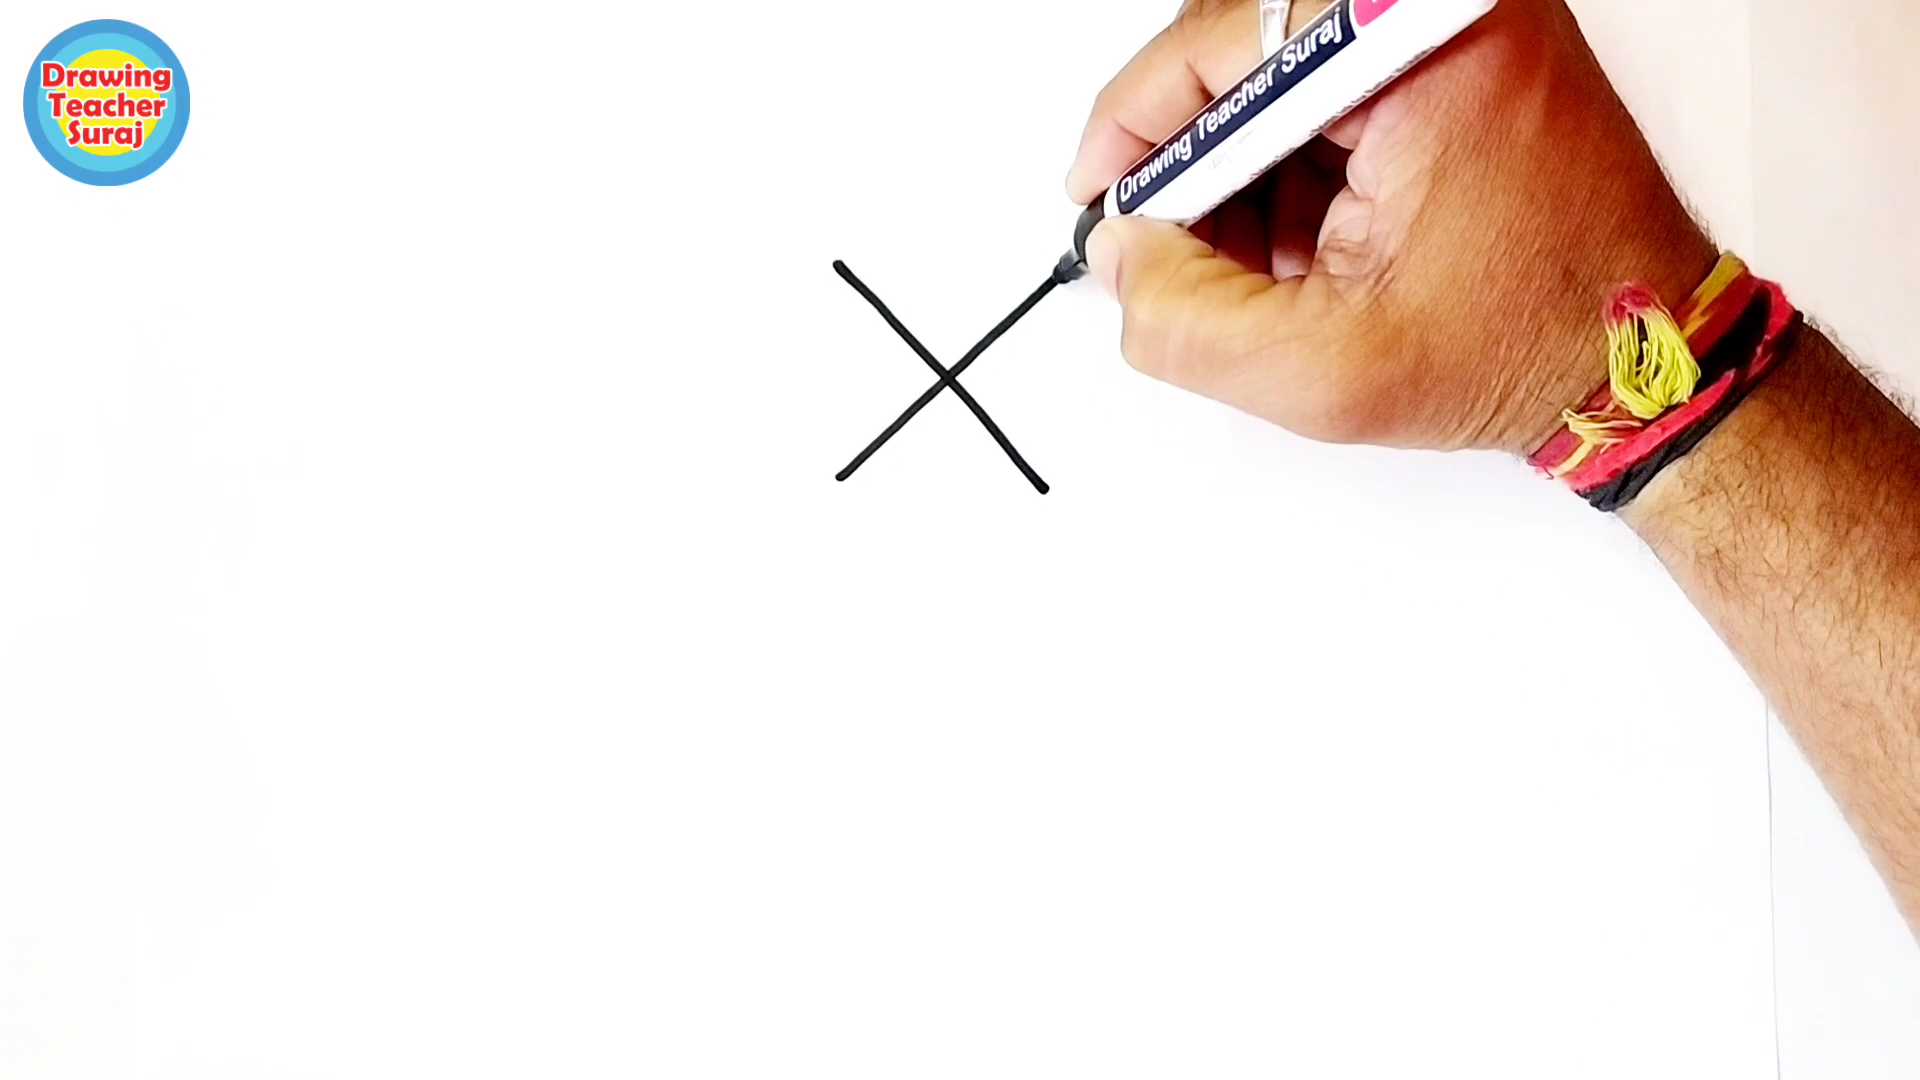 Drawing
Teacher
Suraj
Drawing Teacher Suraj